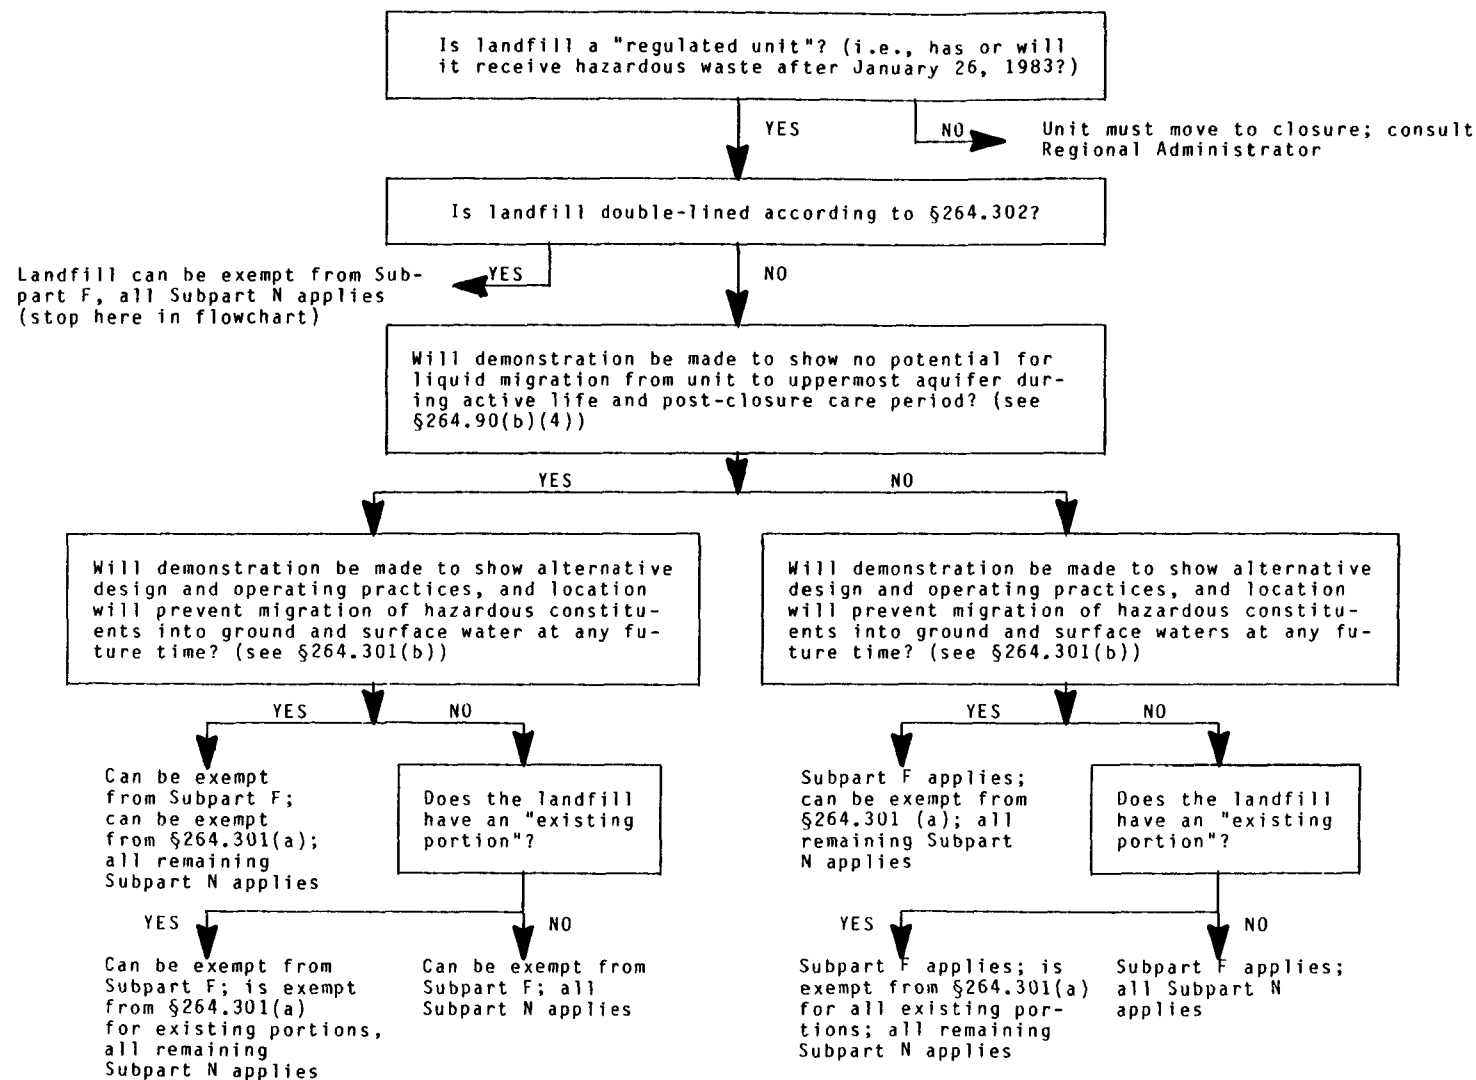 Is landfill a "regulated unit"? (i.e., has or will
it receive hazardous waste after January 26, 1983?)
YES
NO
Unit must move to closure; consult
Regional Administrator
Is landfill double-lined according to §264.302?
YES
NO
Landfill can be exempt from Sub-
part F, all Subpart N applies
(stop here in flowchart)
Will demonstration be made to show no potential for
liquid migration from unit to uppermost aquifer dur-
ing active life and post-closure care period? (see
§264.90(b)(4))
YES
NO
Will demonstration be made to show alternative
design and operating practices, and location
will prevent migration of hazardous constitu-
ents into ground and surface water at any fu-
ture time? (see §264.301(b))
Will demonstration be made to show alternative
design and operating practices, and location
will prevent migration of hazardous constitu-
ents into ground and surface waters at any fu-
ture time? (see §264.301(b))
YES
NO
YES
NO
Can be exempt
from Subpart F;
can be exempt
from §264.301(a);
all remaining
Subpart N applies
Does the landfill
have an "existing
portion"?
Subpart F applies;
can be exempt from
§264.301 (a); all
remaining Subpart
N applies
Does the landfill
have an "existing
portion"?
YES
NO
YES
NO
Can be exempt from
Subpart F; is exempt
from §264.301(a)
for existing portions,
all remaining
Subpart N applies
Can be exempt from
Subpart F; all
Subpart N applies
Subpart F applies; is
exempt from §264.301(a)
for all existing por-
tions; all remaining
Subpart N applies
Subpart F applies;
all Subpart N
applies